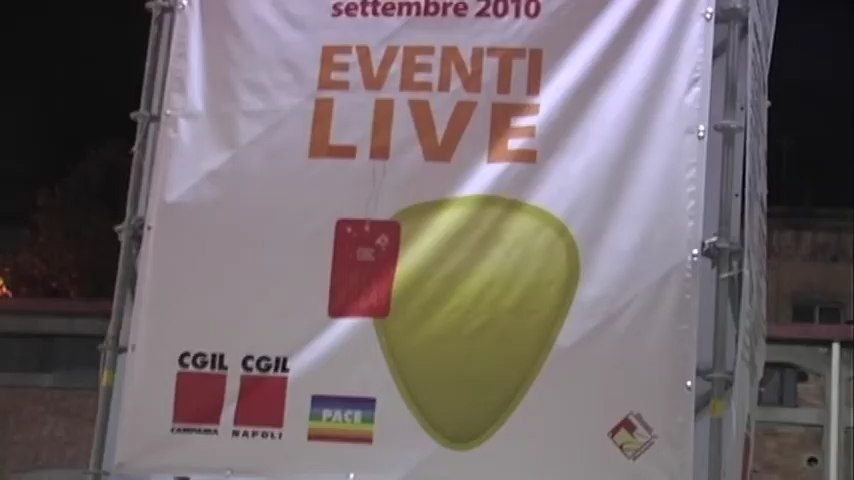 settembre 2010
EVENTI
LIVE
CGIL CGIL
CAMPANIA NAPOLI
PACE